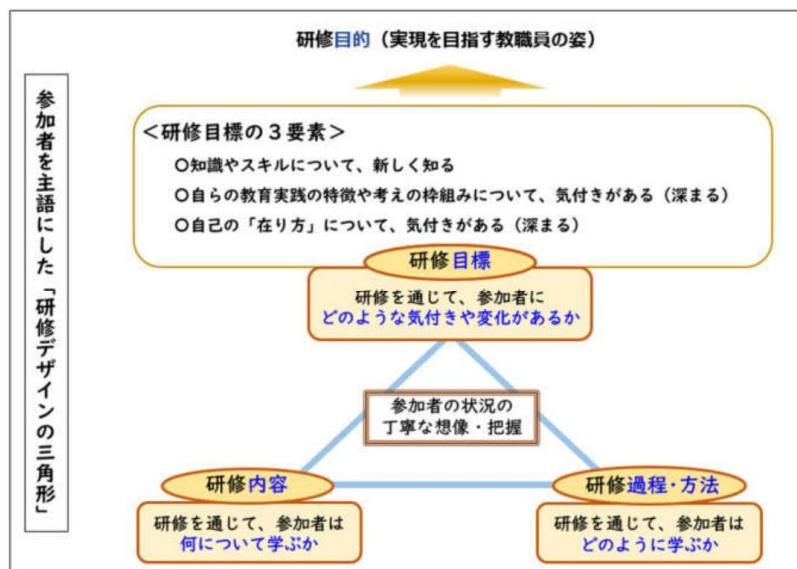 研修目的（実現を目指す教職員の姿）
参加者を主語にした「研修デザインの三角形」
＜研修目標の３要素＞
○知識やスキルについて、新しく知る
○自らの教育実践の特徴や考えの枠組みについて、気付きがある（深まる）
○自己の「在り方」について、気付きがある（深まる）
研修目標
研修を通じて、参加者に
どのような気付きや変化があるか
参加者の状況の
丁寧な想像・把握
研修内容
研修を通じて、参加者は
何について学ぶか
研修過程・方法
研修を通じて、参加者は
どのように学ぶか